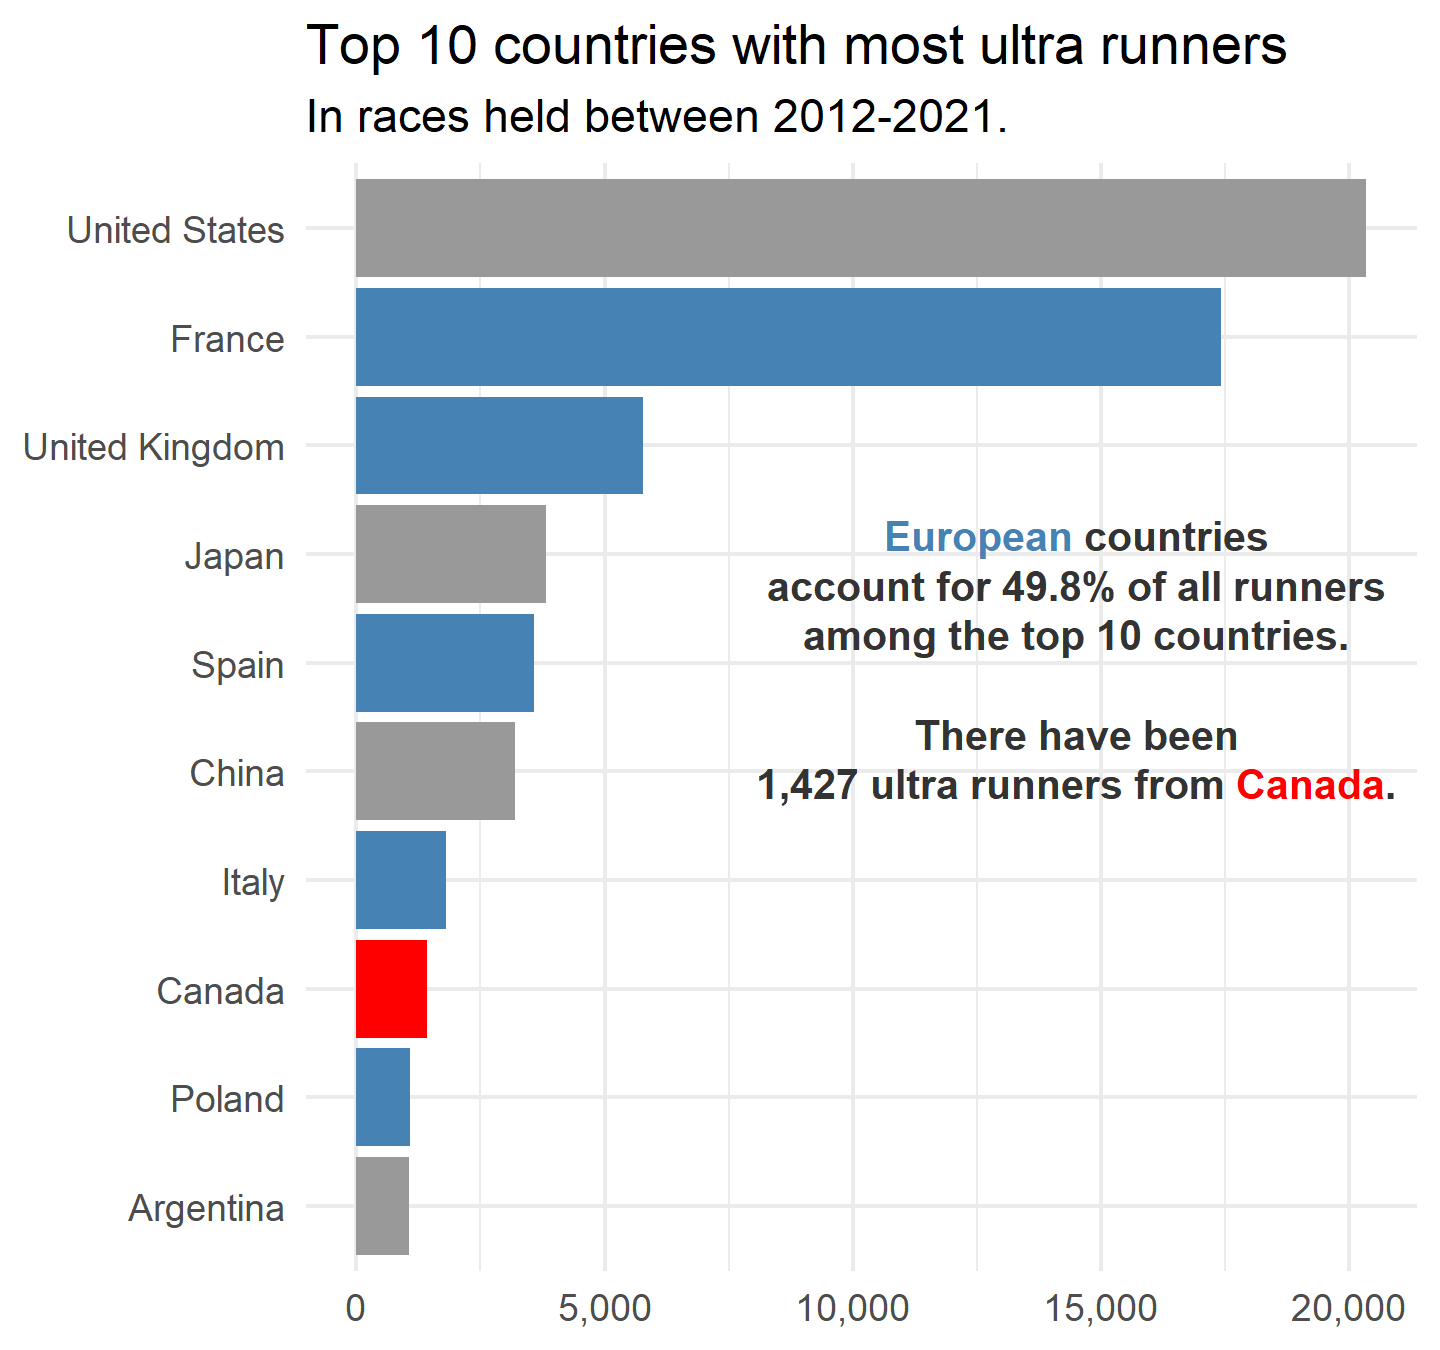 Top 10 countries with most ultra runners
In races held between 2012-2021.
United States
France
United Kingdom
Japan
Spain
China
Italy
Canada
Poland
Argentina
European countries
account for 49.8% of all runners
among the top 10 countries.
There have been
1,427 ultra runners from Canada.
0 5,000 10,000 15,000 20,000